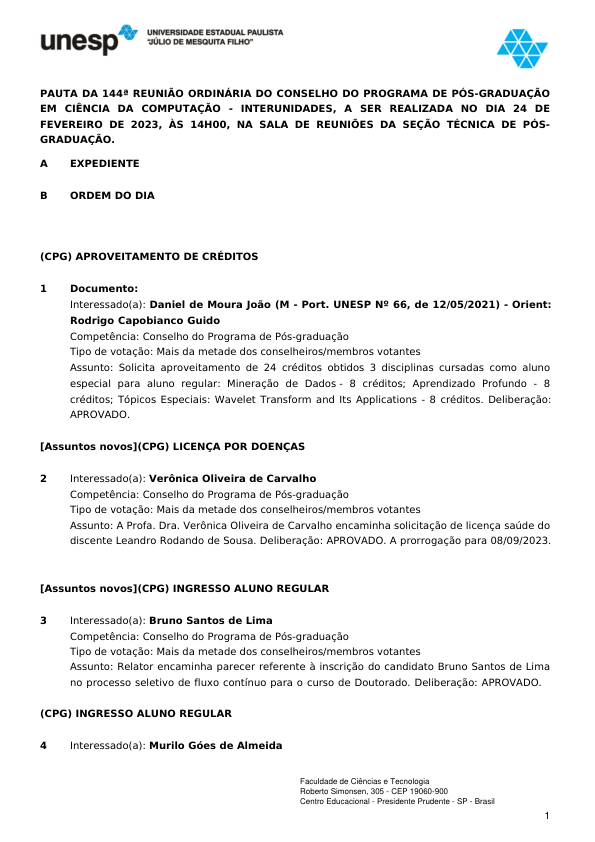 unesp
UNIVERSIDADE ESTADUAL PAULISTA
"JÚLIO DE MESQUITA FILHO"
PAUTA DA 144ª REUNIÃO ORDINÁRIA DO CONSELHO DO PROGRAMA DE PÓS-GRADUAÇÃO
EM CIÊNCIA DA COMPUTAÇÃO - INTERUNIDADES, A SER REALIZADA NO DIA 24 DE
FEVEREIRO DE 2023, ÀS 14H00, NA SALA DE REUNIÕES DA SEÇÃO TÉCNICA DE PÓS-
GRADUAÇÃO.
A EXPEDIENTE
B ORDEM DO DIA
(CPG) APROVEITAMENTO DE CRÉDITOS
1 Documento:
Interessado(a): Daniel de Moura João (M - Port. UNESP Nº 66, de 12/05/2021) - Orient:
Rodrigo Capobianco Guido
Competência: Conselho do Programa de Pós-graduação
Tipo de votação: Mais da metade dos conselheiros/membros votantes
Assunto: Solicita aproveitamento de 24 créditos obtidos 3 disciplinas cursadas como aluno
especial para aluno regular: Mineração de Dados - 8 créditos; Aprendizado Profundo - 8
créditos; Tópicos Especiais: Wavelet Transform and Its Applications - 8 créditos. Deliberação:
APROVADO.
[Assuntos novos](CPG) LICENÇA POR DOENÇAS
2 Interessado(a): Verônica Oliveira de Carvalho
Competência: Conselho do Programa de Pós-graduação
Tipo de votação: Mais da metade dos conselheiros/membros votantes
Assunto: A Profa. Dra. Verônica Oliveira de Carvalho encaminha solicitação de licença saúde do
discente Leandro Rodando de Sousa. Deliberação: APROVADO. A prorrogação para 08/09/2023.
[Assuntos novos](CPG) INGRESSO ALUNO REGULAR
3 Interessado(a): Bruno Santos de Lima
Competência: Conselho do Programa de Pós-graduação
Tipo de votação: Mais da metade dos conselheiros/membros votantes
Assunto: Relator encaminha parecer referente à inscrição do candidato Bruno Santos de Lima
no processo seletivo de fluxo contínuo para o curso de Doutorado. Deliberação: APROVADO.
(CPG) INGRESSO ALUNO REGULAR
4 Interessado(a): Murilo Góes de Almeida
Faculdade de Ciências e Tecnologia
Roberto Simonsen, 305 - CEP 19060-900
Centro Educacional - Presidente Prudente - SP - Brasil
1